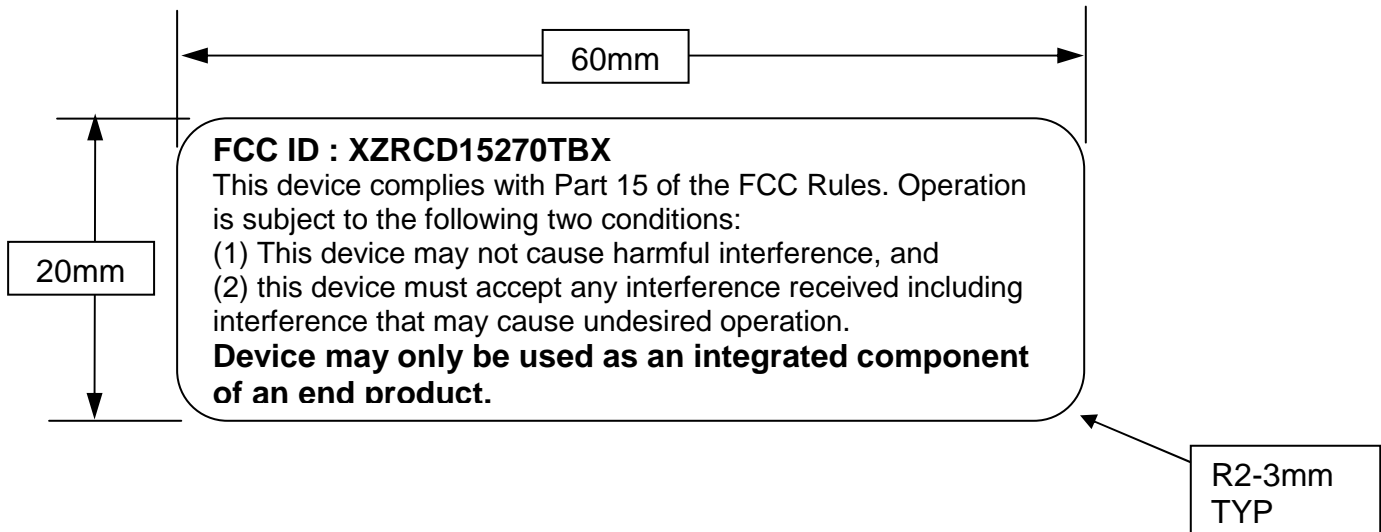 60mm
FCC ID : XZRCD15270TBX
This device complies with Part 15 of the FCC Rules. Operation
is subject to the following two conditions:
(1) This device may not cause harmful interference, and
20mm
(2) this device must accept any interference received including
interference that may cause undesired operation.
Device may only be used as an integrated component
of an end product.
R2-3mm
TYP